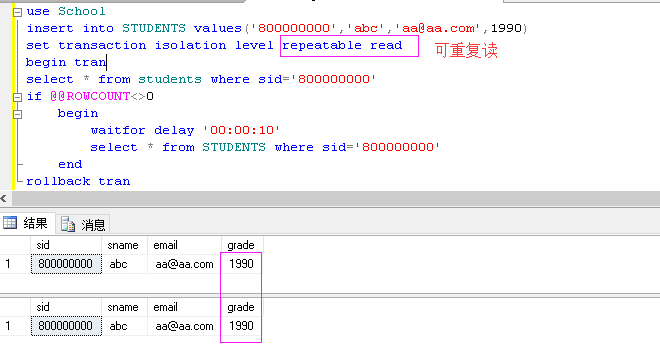 use School
insert into STUDENTS values('800000000','abc','aa@aa.com',1990)
set transaction isolation level repeatable read 可重复读
begin tran
select * from students where sid='800000000'
if @@ROWCOUNT<>0
begin
waitfor delay '00:00:10'
select * from STUDENTS where sid='800000000'
end
rollback tran
结果 消息
sid sname email grade
1 800000000 abc aa@aa.com 1990
sid sname email grade
1 800000000 abc aa@aa.com 1990